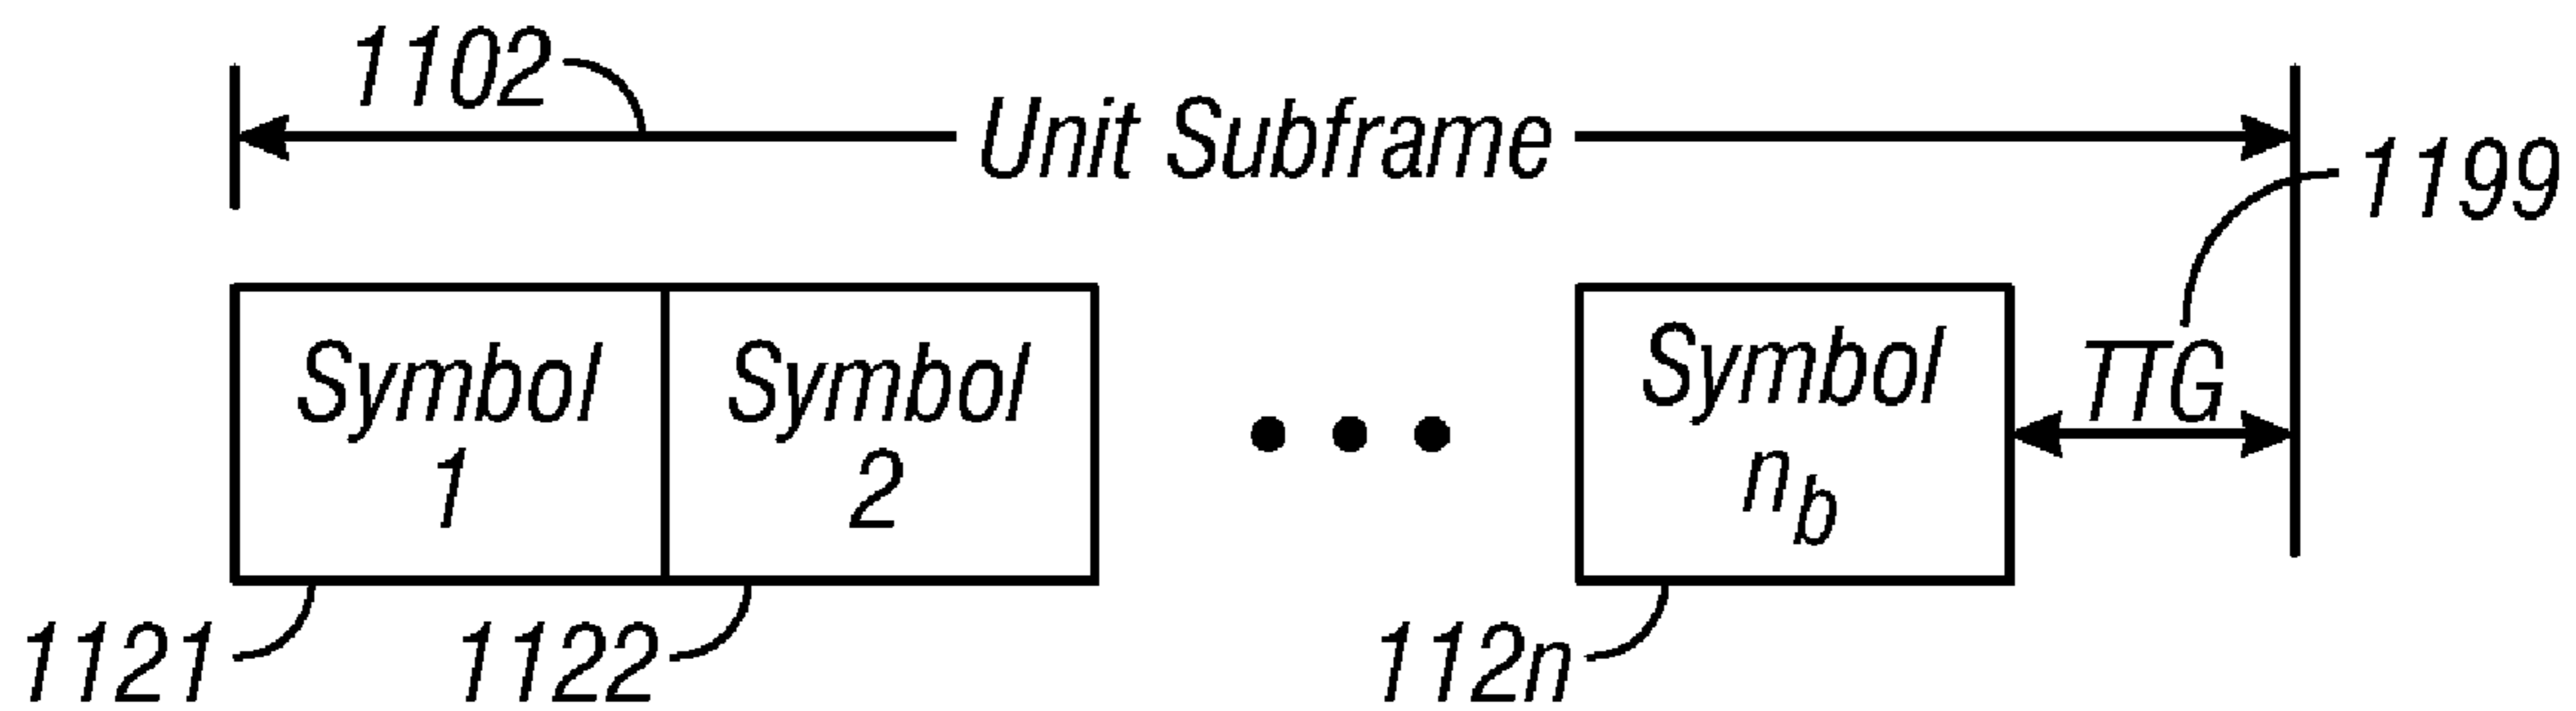 1102
Unit Subframe
1199
Symbol
1
Symbol
2
Symbol
n_b
TTG
1121
1122
112n